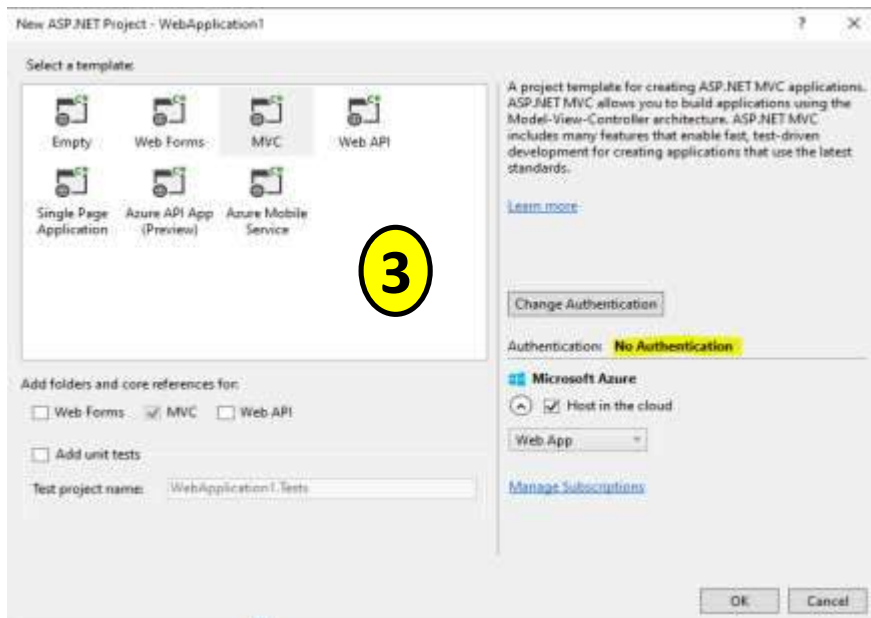 New ASP.NET Project - WebApplication1
? ✕
Select a template:
Empty
Web Forms
MVC
Web API
Single Page
Application
Azure API App
(Preview)
Azure Mobile
Service
3
A project template for creating ASP.NET MVC applications.
ASP.NET MVC allows you to build applications using the
Model-View-Controller architecture. ASP.NET MVC
includes many features that enable fast, test-driven
development for creating applications that use the latest
standards.
Learn more
Change Authentication
Authentication: No Authentication
Microsoft Azure
Host in the cloud
Web App
Manage Subscriptions
Add folders and core references for:
Web Forms MVC Web API
Add unit tests
Test project name: WebApplication1.Tests
OK Cancel